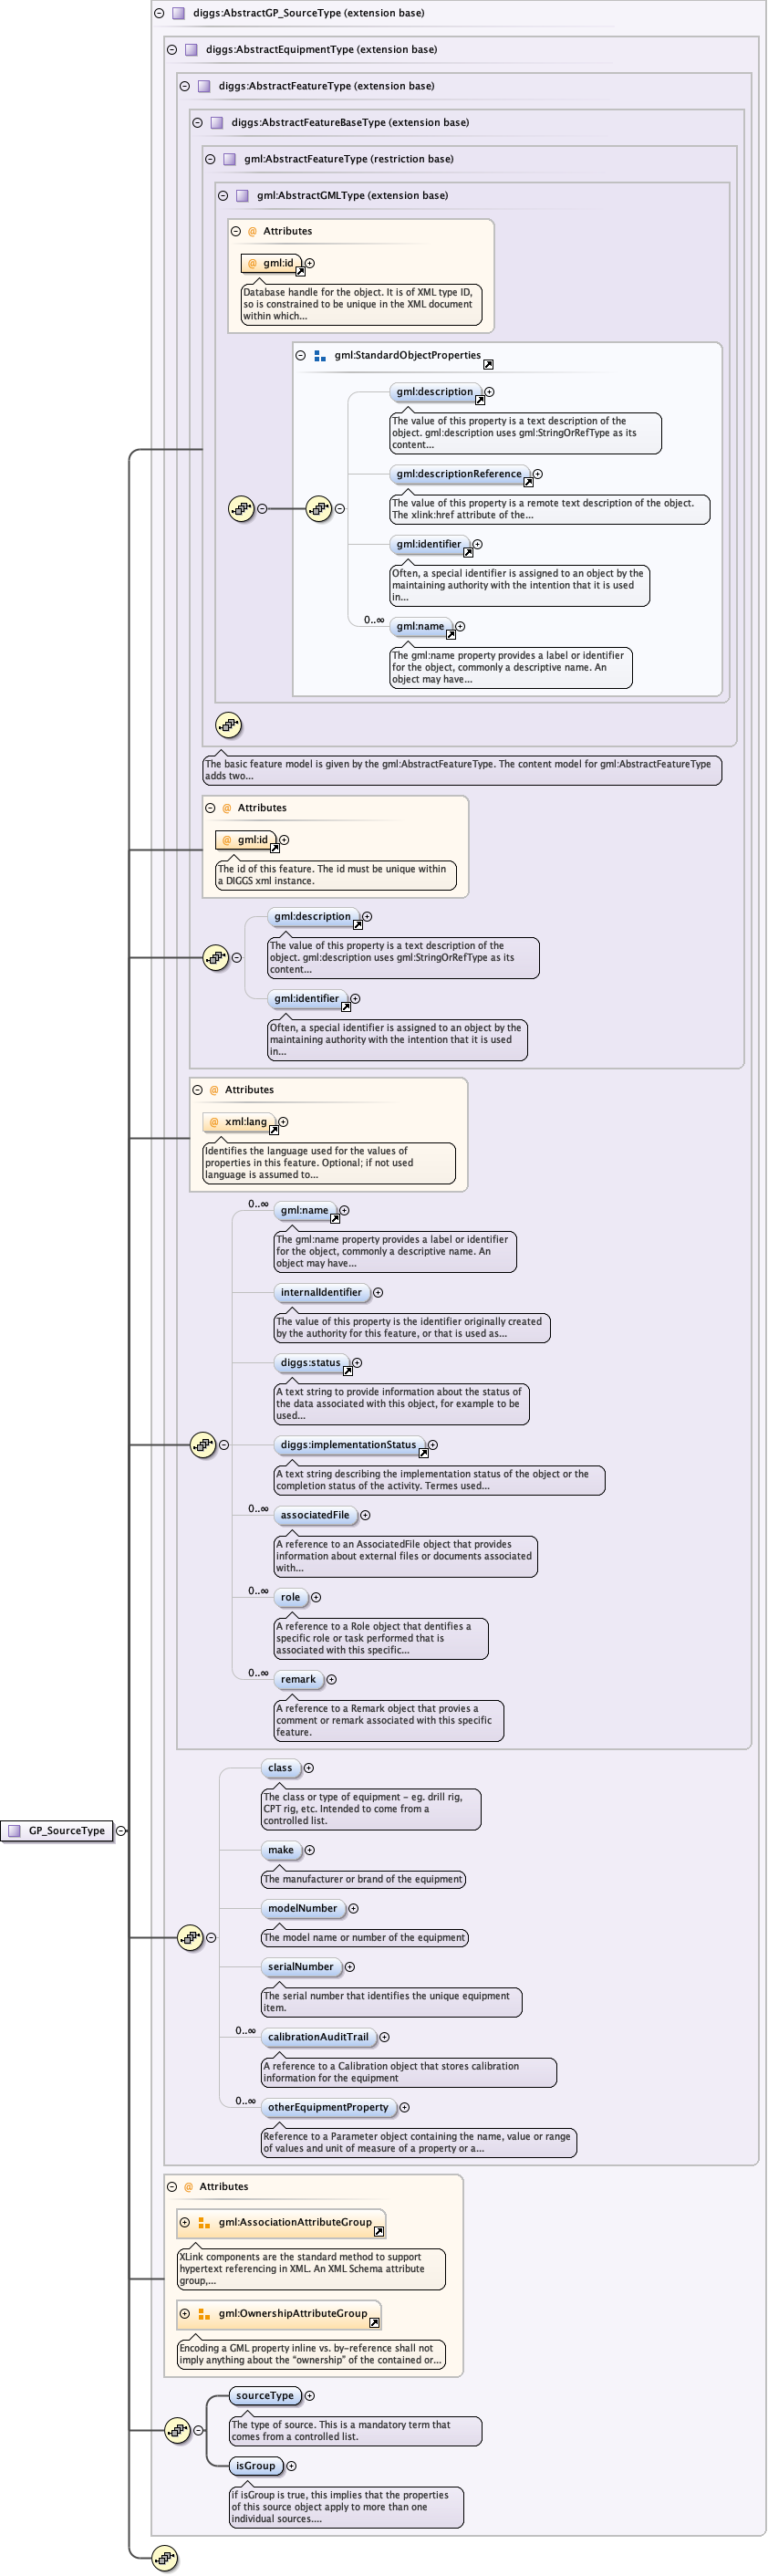 diggs:AbstractGP_SourceType (extension base)
diggs:AbstractEquipmentType (extension base)
diggs:AbstractFeatureType (extension base)
diggs:AbstractFeatureBaseType (extension base)
gml:AbstractFeatureType (restriction base)
gml:AbstractGMLType (extension base)
@ Attributes
@ gml:id
Database handle for the object. It is of XML type ID,
so is constrained to be unique in the XML document
within which...
gml:StandardObjectProperties
gml:description
The value of this property is a text description of the
object. gml:description uses gml:StringOrRefType as its
content...
gml:descriptionReference
The value of this property is a remote text description of the object.
The xlink:href attribute of the...
gml:identifier
Often, a special identifier is assigned to an object by the
maintaining authority with the intention that it is used
in...
0..∞
gml:name
The gml:name property provides a label or identifier
for the object, commonly a descriptive name. An
object may have...
The basic feature model is given by the gml:AbstractFeatureType. The content model for gml:AbstractFeatureType
adds two...
@ Attributes
@ gml:id
The id of this feature. The id must be unique within
a DIGGS xml instance.
gml:description
The value of this property is a text description of the
object. gml:description uses gml:StringOrRefType as its
content...
gml:identifier
Often, a special identifier is assigned to an object by the
maintaining authority with the intention that it is used
in...
@ Attributes
@ xml:lang
Identifies the language used for the values of
properties in this feature. Optional; if not used
language is assumed to...
0..∞
gml:name
The gml:name property provides a label or identifier
for the object, commonly a descriptive name. An
object may have...
internalIdentifier
The value of this property is the identifier originally created
by the authority for this feature, or that is used as...
diggs:status
A text string to provide information about the status of
the data associated with this object, for example to be
used...
diggs:implementationStatus
A text string describing the implementation status of the object or the
completion status of the activity. Termes used...
0..∞
associatedFile
A reference to an AssociatedFile object that provides
information about external files or documents associated
with...
0..∞
role
A reference to a Role object that dentifies a
specific role or task performed that is
associated with this specific...
0..∞
remark
A reference to a Remark object that provies a
comment or remark associated with this specific
feature.
class
The class or type of equipment - eg. drill rig,
CPT rig, etc. Intended to come from a
controlled list.
GP_SourceType
make
The manufacturer or brand of the equipment
modelNumber
The model name or number of the equipment
serialNumber
The serial number that identifies the unique equipment
item.
0..∞
calibrationAuditTrail
A reference to a Calibration object that stores calibration
information for the equipment
0..∞
otherEquipmentProperty
Reference to a Parameter object containing the name, value or range
of values and unit of measure of a property or a...
@ Attributes
gml:AssociationAttributeGroup
XLink components are the standard method to support
hypertext referencing in XML. An XML Schema attribute
group,...
gml:OwnershipAttributeGroup
Encoding a GML property inline vs. by-reference shall not
imply anything about the “ownership” of the contained or...
sourceType
The type of source. This is a mandatory term that
comes from a controlled list.
isGroup
if isGroup is true, this implies that the properties
of this source object apply to more than one
individual sources....